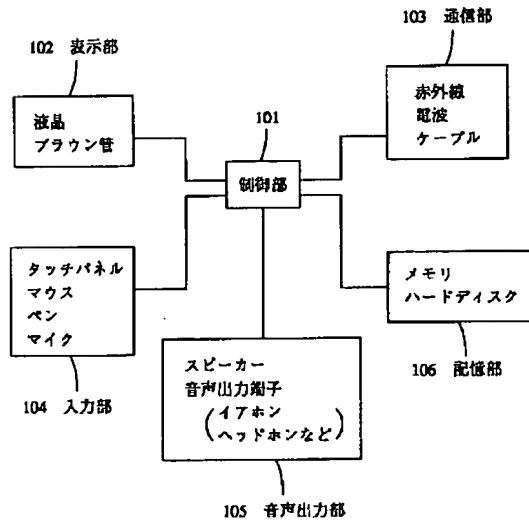 102 表示部
液晶
ブラウン管
101
制御部
103 通信部
赤外線
電波
ケーブル
タッチパネル
マウス
ペン
マイク
104 入力部
スピーカー
音声出力端子
(イアホン
ヘッドホンなど)
105 音声出力部
メモリ
ハードディスク
106 記憶部